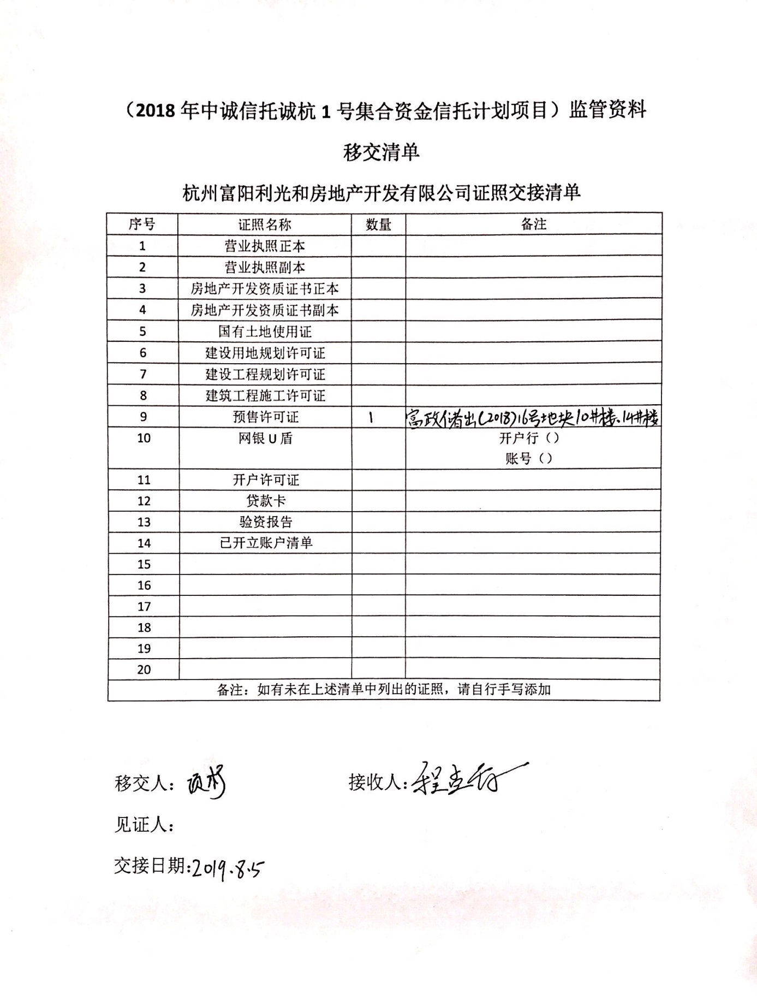 （2018 年中诚信托诚杭 1 号集合资金信托计划项目）监管资料
移交清单
杭州富阳利光和房地产开发有限公司证照交接清单
序号 证照名称 数量 备注
1 营业执照正本
2 营业执照副本
3 房地产开发资质证书正本
4 房地产开发资质证书副本
5 国有土地使用证
6 建设用地规划许可证
7 建设工程规划许可证
8 建筑工程施工许可证
9 预售许可证 1 富政储出(2018)16号地块10#楼、14#楼
10 网银 U 盾 开户行（）
账号（）
11 开户许可证
12 贷款卡
13 验资报告
14 已开立账户清单
15
16
17
18
19
20
备注：如有未在上述清单中列出的证照，请自行手写添加
移交人： 接收人:程
见证人：
交接日期:2019.8.5